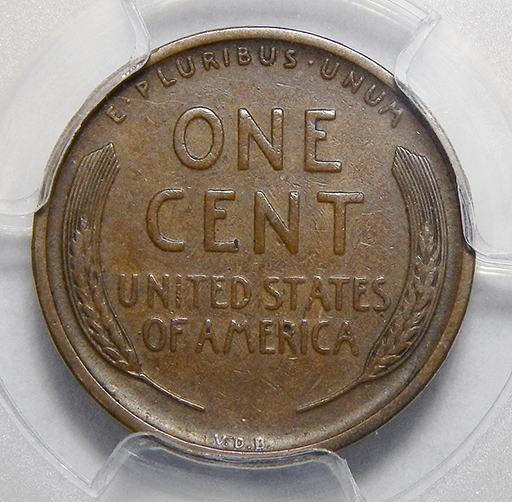 E·PLURIBUS·UNUM
ONE
CENT
UNITED STATES
OF AMERICA
V.D.B.